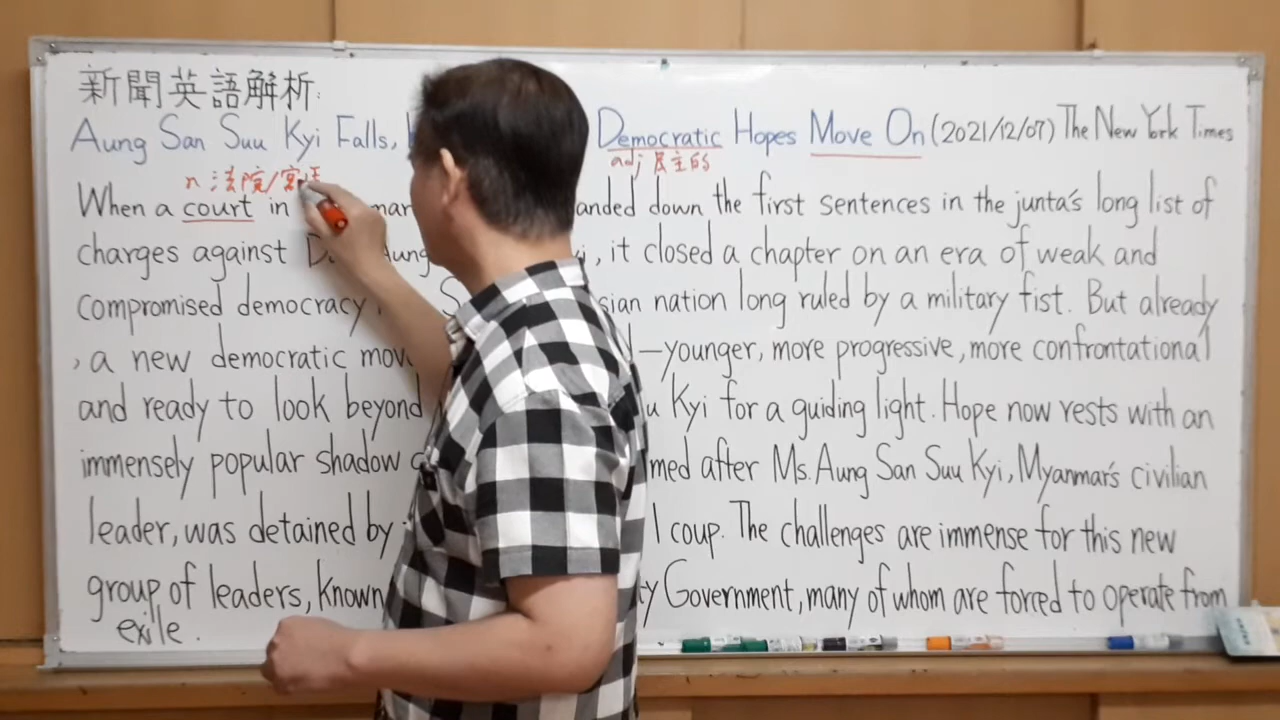 新聞英語解析:
Aung San Suu Kyi Falls, Democratic Hopes Move On (2021/12/07) The New York Times
n 法院/宮 adj 民主的
When a court in down the first sentences in the junta's long list of
charges against Aung , it closed a chapter on an era of weak and
compromised democracy nation long ruled by a military fist. But already
, a new democratic —younger, more progressive, more confrontational
and ready to look beyond Kyi for a guiding light. Hope now rests with an
immensely popular shadow after Ms. Aung San Suu Kyi, Myanmar's civilian
leader, was detained by coup. The challenges are immense for this new
group of leaders, known Government, many of whom are forced to operate from
exile.